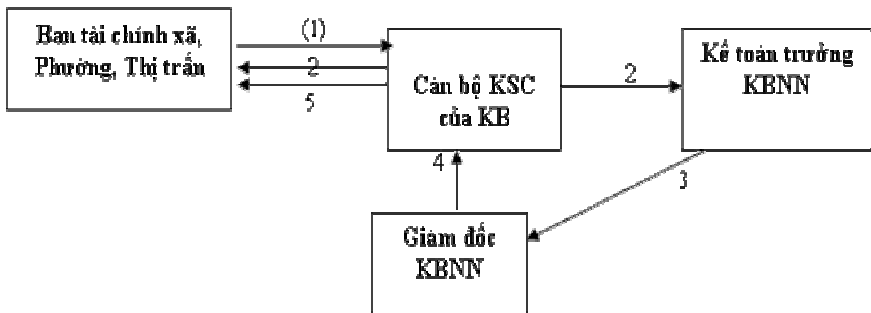 Ban tài chính xã,
Phường, Thị trấn
(1)
2
5
Cán bộ KSC
của KB
2
Kế toán trưởng
KBNN
4
3
Giám đốc
KBNN